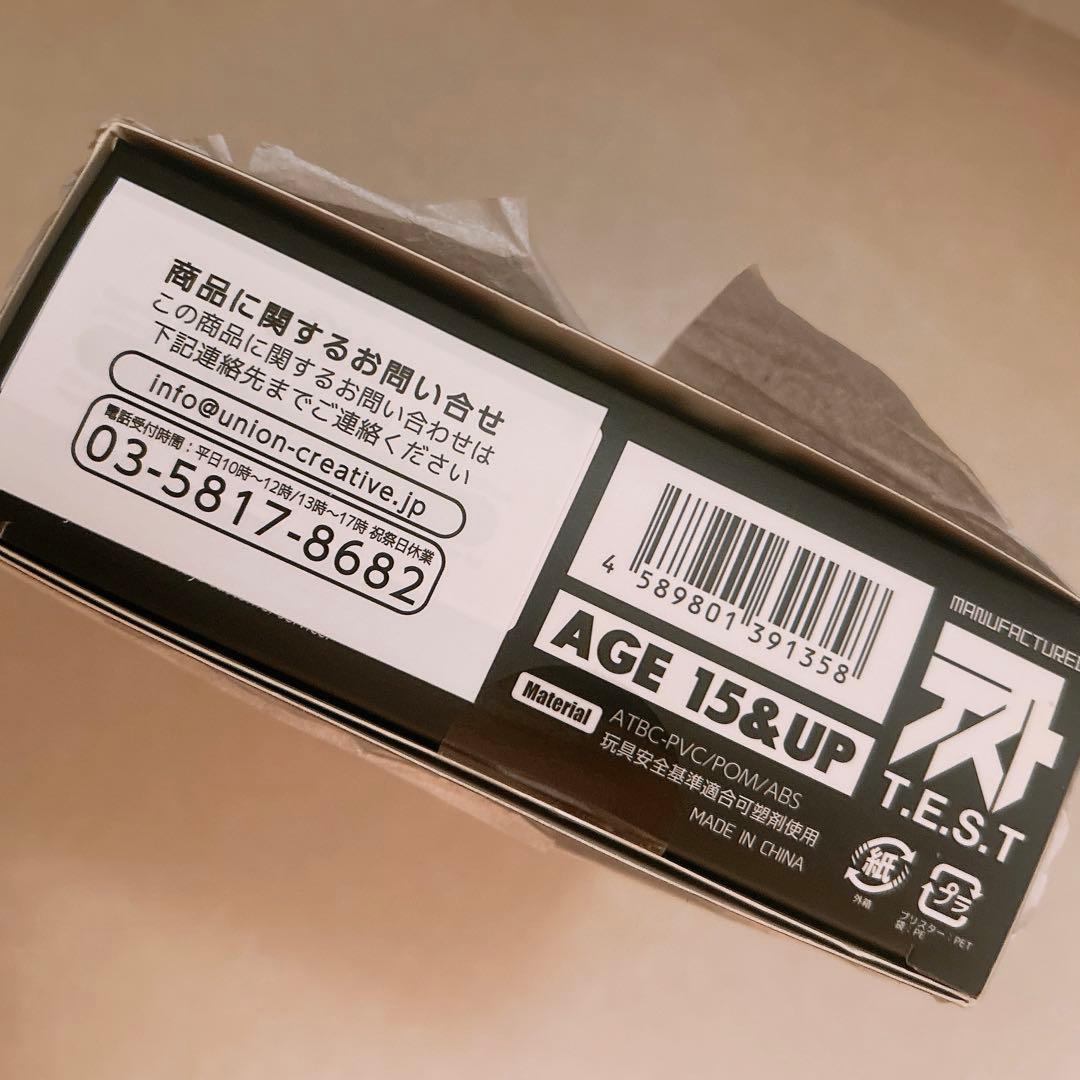 商品に関するお問い合せ
この商品に関するお問い合わせは
下記連絡先までご連絡ください
info@union-creative.jp
電話受付時間：平日10時～12時/13時～17時 祝祭日休業
03-5817-8682
4 589801 391358
AGE 15&UP
Material
ATBC-PVC/POM/ABS
玩具安全基準適合可塑剤使用
MADE IN CHINA
MANUFACTURED
T.E.S.T
紙
外箱
プラ
ブリスター：PET
袋：PE